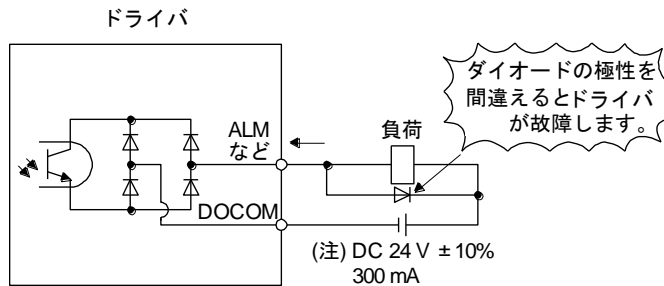 ドライバ
ダイオードの極性を
間違えるとドライバ
が故障します。
ALM
など
負荷
DOCOM
(注) DC 24 V ±10%
300 mA